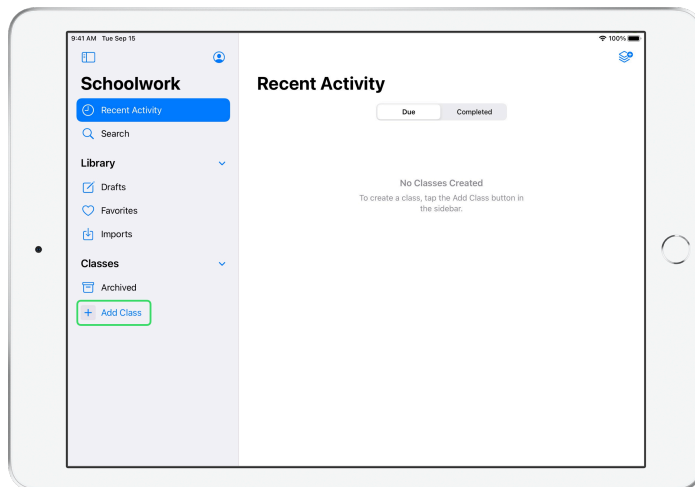 9:41 AM Tue Sep 15
100%
Schoolwork
Recent Activity
Search
Library
Drafts
Favorites
Imports
Classes
Archived
+ Add Class
Recent Activity
Due
Completed
No Classes Created
To create a class, tap the Add Class button in
the sidebar.